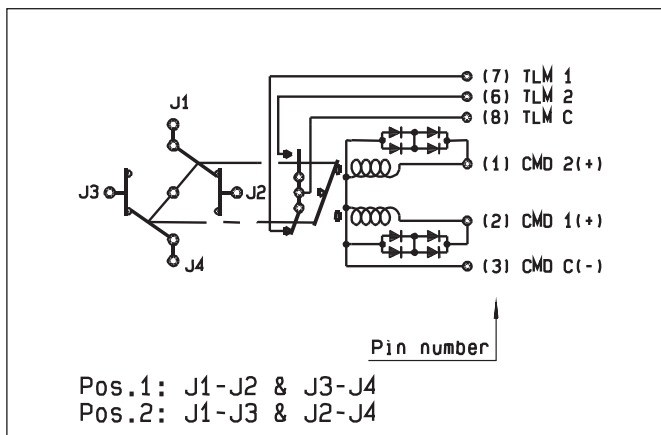 (7) TLM 1
(6) TLM 2
(8) TLM C
J1
(1) CMD 2(+)
J3
J2
(2) CMD 1(+)
J4
(3) CMD C(-)
Pin number
Pos.1: J1-J2 & J3-J4
Pos.2: J1-J3 & J2-J4